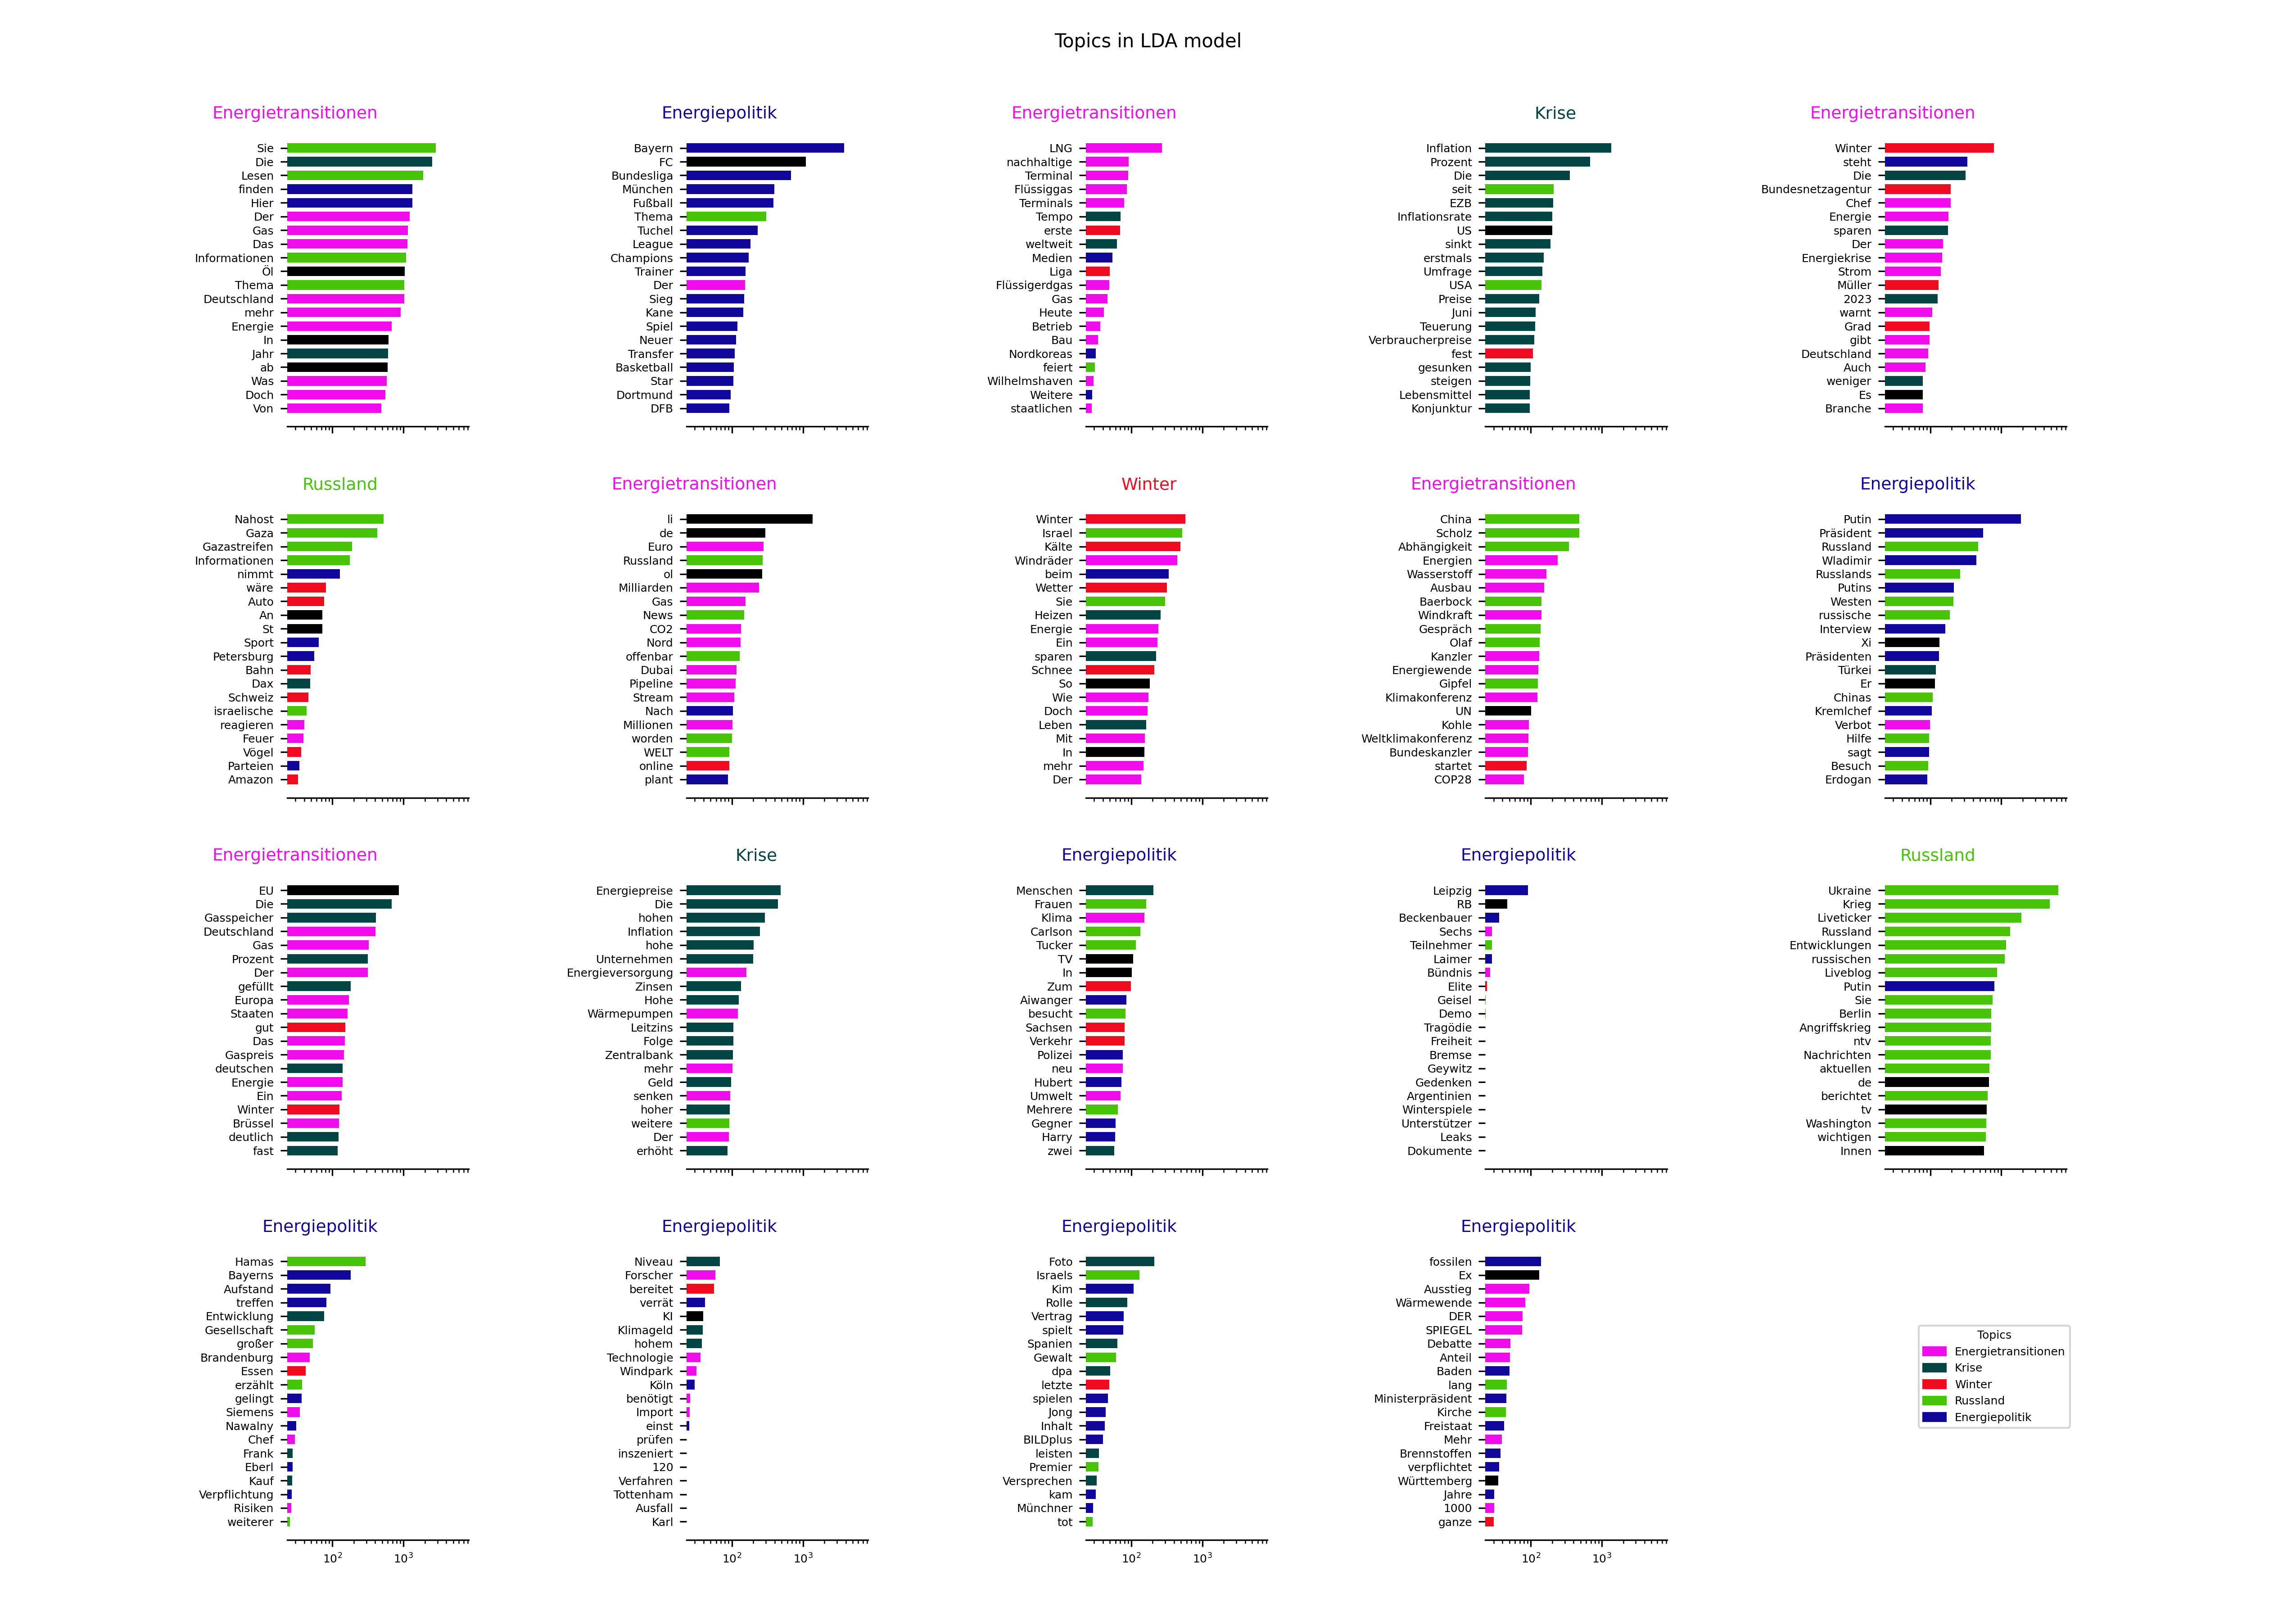 Topics in LDA model
Energietransitionen
Sie
Die
Lesen
finden
Hier
Der
Gas
Das
Informationen
Öl
Thema
Deutschland
mehr
Energie
In
Jahr
ab
Was
Doch
Von
Energiepolitik
Bayern
FC
Bundesliga
München
Fußball
Thema
Tuchel
League
Champions
Trainer
Der
Sieg
Kane
Spiel
Neuer
Transfer
Basketball
Star
Dortmund
DFB
Energietransitionen
LNG
nachhaltige
Terminal
Flüssiggas
Terminals
Tempo
erste
weltweit
Medien
Liga
Flüssigerdgas
Gas
Heute
Betrieb
Bau
Nordkoreas
feiert
Wilhelmshaven
Weitere
staatlichen
Krise
Inflation
Prozent
Die
seit
EZB
Inflationsrate
US
sinkt
erstmals
Umfrage
USA
Preise
Juni
Teuerung
Verbraucherpreise
fest
gesunken
steigen
Lebensmittel
Konjunktur
Energietransitionen
Winter
steht
Die
Bundesnetzagentur
Chef
Energie
sparen
Der
Energiekrise
Strom
Müller
2023
warnt
Grad
gibt
Deutschland
Auch
weniger
Es
Branche
Russland
Nahost
Gaza
Gazastreifen
Informationen
nimmt
wäre
Auto
An
St
Sport
Petersburg
Bahn
Dax
Schweiz
israelische
reagieren
Feuer
Vögel
Parteien
Amazon
Energietransitionen
li
de
Euro
Russland
ol
Milliarden
Gas
News
CO2
Nord
offenbar
Dubai
Pipeline
Stream
Nach
Millionen
worden
WELT
online
plant
Winter
Winter
Israel
Kälte
Windräder
beim
Wetter
Sie
Heizen
Energie
Ein
sparen
Schnee
So
Wie
Doch
Leben
Mit
In
mehr
Der
Energietransitionen
China
Scholz
Abhängigkeit
Energien
Wasserstoff
Ausbau
Baerbock
Windkraft
Gespräch
Olaf
Kanzler
Energiewende
Gipfel
Klimakonferenz
UN
Kohle
Weltklimakonferenz
Bundeskanzler
startet
COP28
Energiepolitik
Putin
Präsident
Russland
Wladimir
Russlands
Putins
Westen
russische
Interview
Xi
Präsidenten
Türkei
Er
Chinas
Kremlchef
Verbot
Hilfe
sagt
Besuch
Erdogan
Energietransitionen
EU
Die
Gasspeicher
Deutschland
Gas
Prozent
Der
gefüllt
Europa
Staaten
gut
Das
Gaspreis
deutschen
Energie
Ein
Winter
Brüssel
deutlich
fast
Krise
Energiepreise
Die
hohen
Inflation
hohe
Unternehmen
Energieversorgung
Zinsen
Hohe
Wärmepumpen
Leitzins
Folge
Zentralbank
mehr
Geld
senken
hoher
weitere
Der
erhöht
Energiepolitik
Menschen
Frauen
Klima
Carlson
Tucker
TV
In
Zum
Aiwanger
besucht
Sachsen
Verkehr
Polizei
neu
Hubert
Umwelt
Mehrere
Gegner
Harry
zwei
Energiepolitik
Leipzig
RB
Beckenbauer
Sechs
Teilnehmer
Laimer
Bündnis
Elite
Geisel
Demo
Tragödie
Freiheit
Bremse
Geywitz
Gedenken
Argentinien
Winterspiele
Unterstützer
Leaks
Dokumente
Russland
Ukraine
Krieg
Liveticker
Russland
Entwicklungen
russischen
Liveblog
Putin
Sie
Berlin
Angriffskrieg
ntv
Nachrichten
aktuellen
de
berichtet
tv
Washington
wichtigen
Innen
Energiepolitik
Hamas
Bayerns
Aufstand
treffen
Entwicklung
Gesellschaft
großer
Brandenburg
Essen
erzählt
gelingt
Siemens
Nawalny
Chef
Frank
Eberl
Kauf
Verpflichtung
Risiken
weiterer
10² 10³
Energiepolitik
Niveau
Forscher
bereitet
verrät
KI
Klimageld
hohem
Technologie
Windpark
Köln
benötigt
Import
einst
prüfen
inszeniert
120
Verfahren
Tottenham
Ausfall
Karl
10² 10³
Energiepolitik
Foto
Israels
Kim
Rolle
Vertrag
spielt
Spanien
Gewalt
dpa
letzte
spielen
Jong
Inhalt
BILDplus
leisten
Premier
Versprechen
kam
Münchner
tot
10² 10³
Energiepolitik
fossilen
Ex
Ausstieg
Wärmewende
DER
SPIEGEL
Debatte
Anteil
Baden
lang
Ministerpräsident
Kirche
Freistaat
Mehr
Brennstoffen
verpflichtet
Württemberg
Jahre
1000
ganze
10² 10³
Topics
Energietransitionen
Krise
Winter
Russland
Energiepolitik